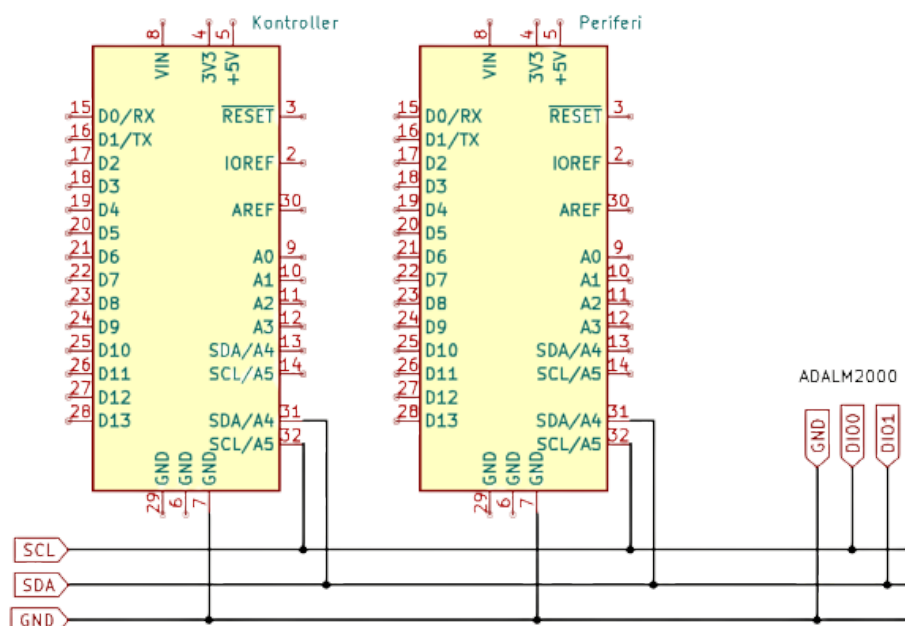 Kontroller
8 4 5
VIN 3V3 +5V
15 D0/RX RESET 3
16 D1/TX
17 D2 IOREF 2
18 D3
19 D4 AREF 30
20 D5
21 D6 A0 9
22 D7 A1 10
23 D8 A2 11
24 D9 A3 12
25 D10 SDA/A4 13
26 D11 SCL/A5 14
27 D12
28 D13 SDA/A4 31
SCL/A5 32
GND GND GND
29 6 7
Periferi
8 4 5
VIN 3V3 +5V
15 D0/RX RESET 3
16 D1/TX
17 D2 IOREF 2
18 D3
19 D4 AREF 30
20 D5
21 D6 A0 9
22 D7 A1 10
23 D8 A2 11
24 D9 A3 12
25 D10 SDA/A4 13
26 D11 SCL/A5 14
27 D12
28 D13 SDA/A4 31
SCL/A5 32
GND GND GND
29 6 7
ADALM2000
GND DIO0 DIO1
SCL
SDA
GND